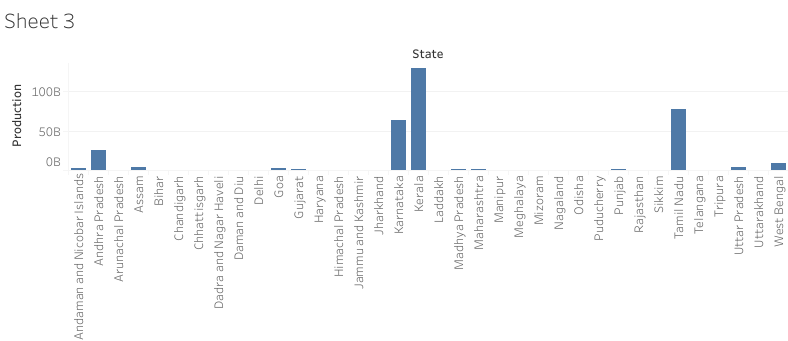 Sheet 3
State
Production
100B
50B
0B
Andaman and Nicobar Islands
Andhra Pradesh
Arunachal Pradesh
Assam
Bihar
Chandigarh
Chhattisgarh
Dadra and Nagar Haveli
Daman and Diu
Delhi
Goa
Gujarat
Haryana
Himachal Pradesh
Jammu and Kashmir
Jharkhand
Karnataka
Kerala
Laddakh
Madhya Pradesh
Maharashtra
Manipur
Meghalaya
Mizoram
Nagaland
Odisha
Puducherry
Punjab
Rajasthan
Sikkim
Tamil Nadu
Telangana
Tripura
Uttar Pradesh
Uttarakhand
West Bengal